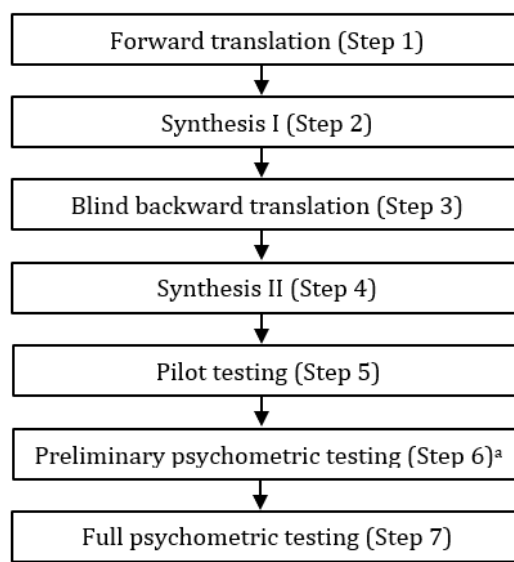 Forward translation (Step 1)
Synthesis I (Step 2)
Blind backward translation (Step 3)
Synthesis II (Step 4)
Pilot testing (Step 5)
Preliminary psychometric testing (Step 6)ᵃ
Full psychometric testing (Step 7)